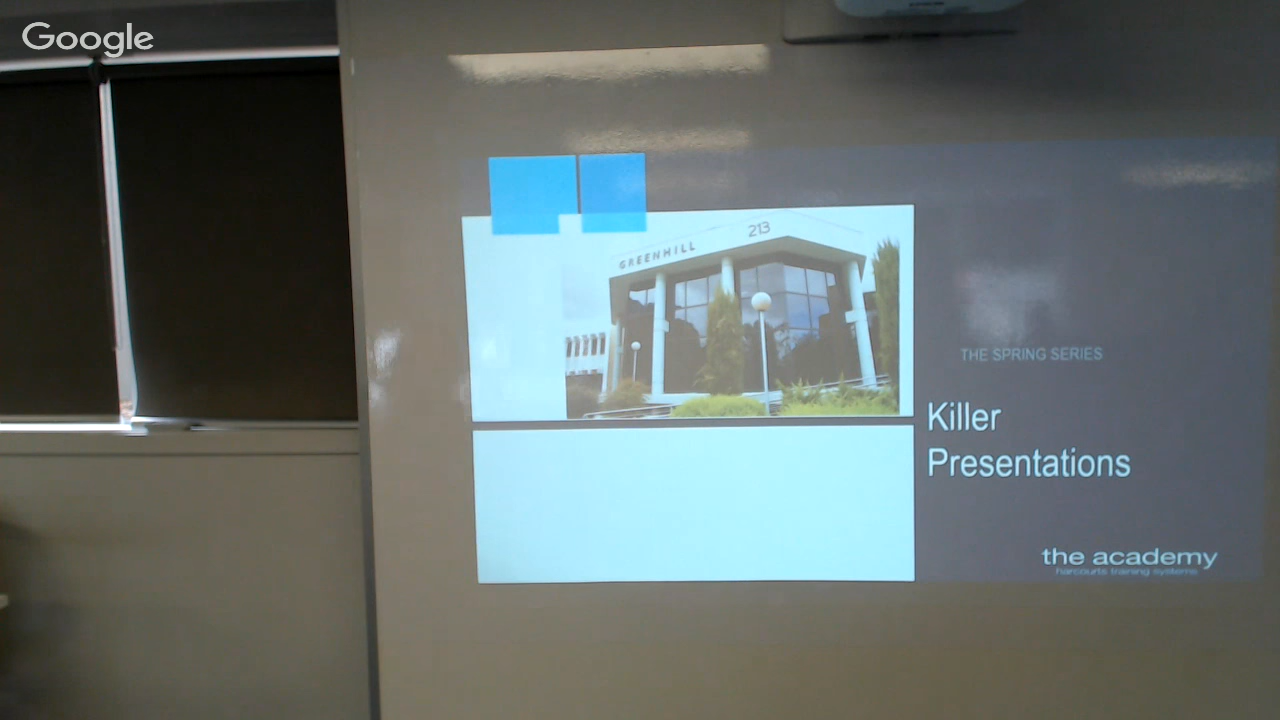 Google
GREENHILL
213
THE SPRING SERIES
Killer
Presentations
the academy
harcourts training systems